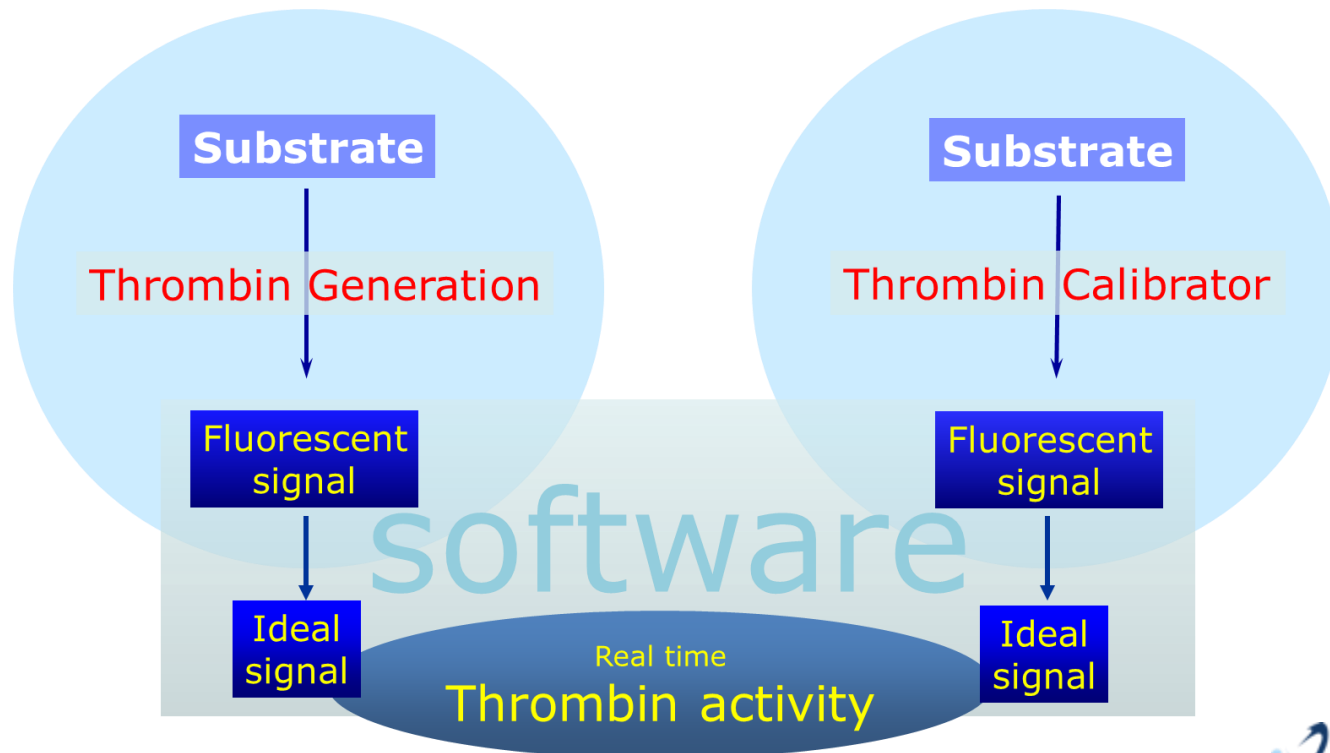 Substrate
Thrombin Generation
Fluorescent
signal
Ideal
signal
Substrate
Thrombin Calibrator
Fluorescent
signal
Ideal
signal
software
Real time
Thrombin activity